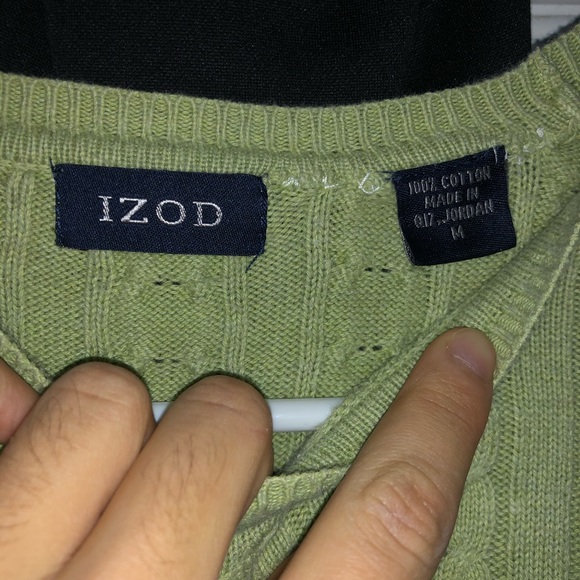 IZOD
100% COTTON
MADE IN
QIZ,.JORDAN
M